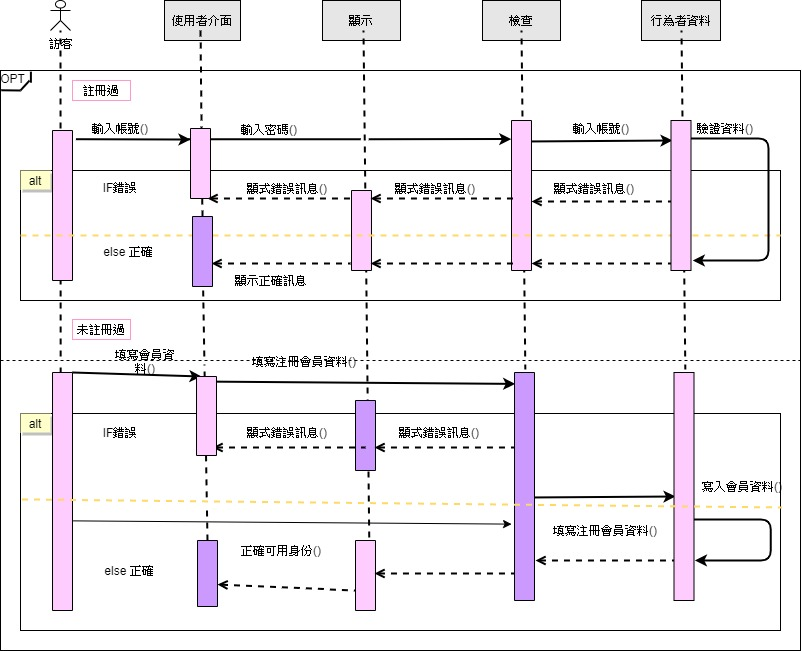 訪客
使用者介面
顯示
檢查
行為者資料
OPT
註冊過
輸入帳號()
輸入密碼()
輸入帳號()
驗證資料()
alt
IF錯誤
顯式錯誤訊息()
顯式錯誤訊息()
顯式錯誤訊息()
else 正確
顯示正確訊息
未註冊過
填寫會員資
料()
填寫注冊會員資料()
alt
IF錯誤
顯式錯誤訊息()
顯式錯誤訊息()
寫入會員資料()
填寫注冊會員資料()
正確可用身份()
else 正確